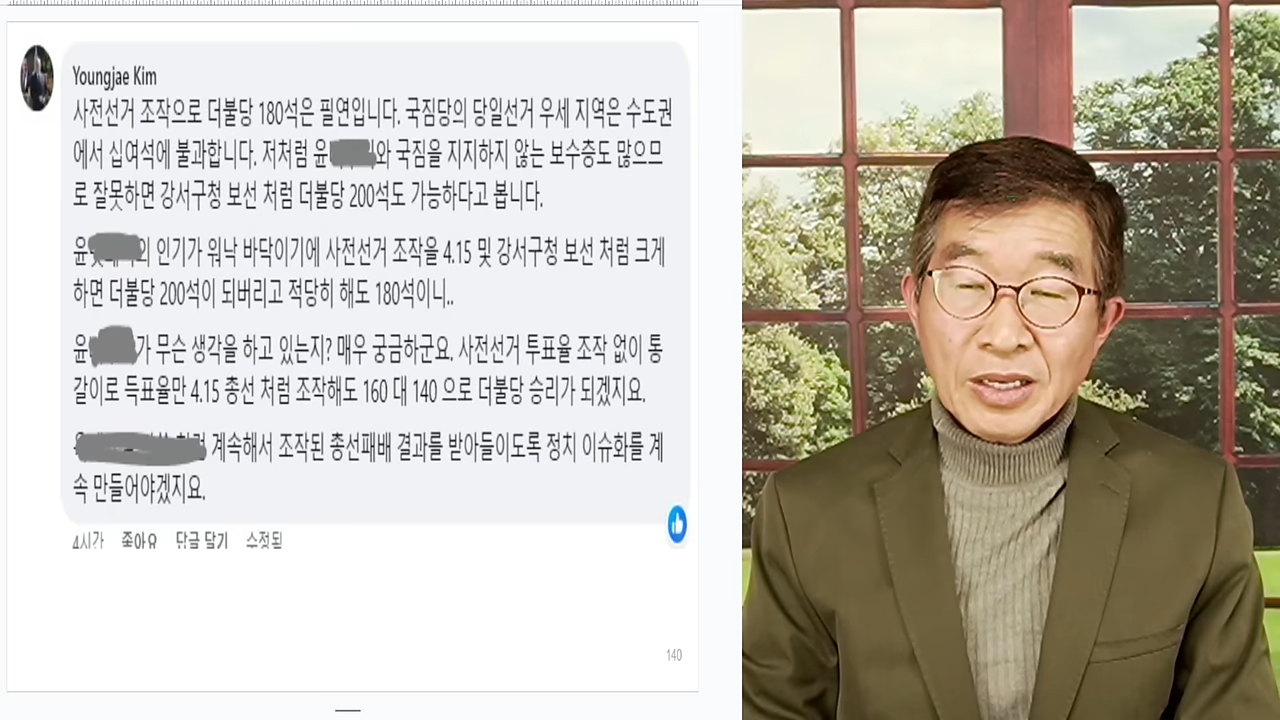 Youngjae Kim
사전선거 조작으로 더불당 180석은 필연입니다. 국짐당의 당일선거 우세 지역은 수도권
에서 십여석에 불과합니다. 저처럼 윤 와 국짐을 지지하지 않는 보수층도 많으므
로 잘못하면 강서구청 보선 처럼 더불당 200석도 가능하다고 봅니다.
윤 의 인기가 워낙 바닥이기에 사전선거 조작을 4.15 및 강서구청 보선 처럼 크게
하면 더불당 200석이 되버리고 적당히 해도 180석이니..
윤 가 무슨 생각을 하고 있는지? 매우 궁금하군요. 사전선거 투표율 조작 없이 통
갈이로 득표율만 4.15 총선 처럼 조작해도 160 대 140 으로 더불당 승리가 되겠지요.
계속해서 조작된 총선패배 결과를 받아들이도록 정치 이슈화를 계
속 만들어야겠지요.
4시간 좋아요 답글 달기 수정됨
140